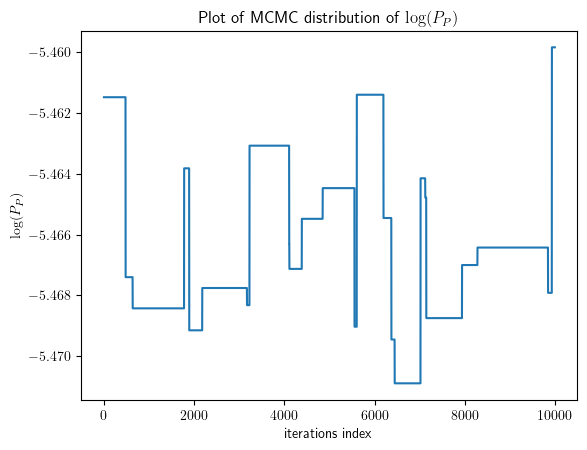 Plot of MCMC distribution of log(P_P)
−5.460
−5.462
−5.464
−5.466
−5.468
−5.470
log(P_P)
0 2000 4000 6000 8000 10000
iterations index